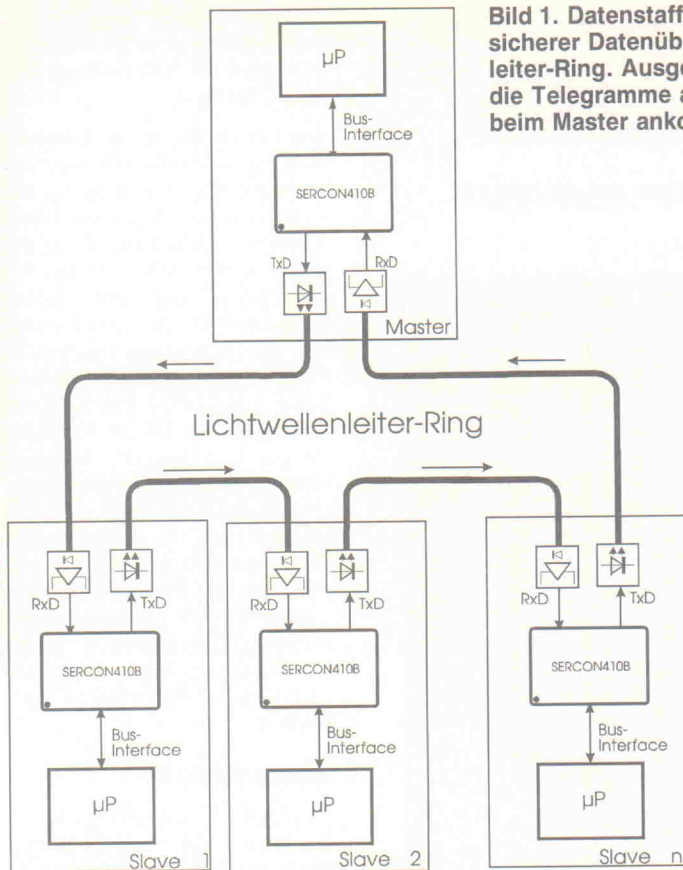 Bild 1. Datenstaff
sicherer Datenüb
leiter-Ring. Ausge
die Telegramme a
beim Master anko
µP
Bus-
Interface
SERCON410B
TxD
RxD
Master
Lichtwellenleiter-Ring
RxD
TxD
SERCON410B
Bus-
Interface
µP
Slave 1
RxD
TxD
SERCON410B
Bus-
Interface
µP
Slave 2
RxD
TxD
SERCON410B
Bus-
Interface
µP
Slave n